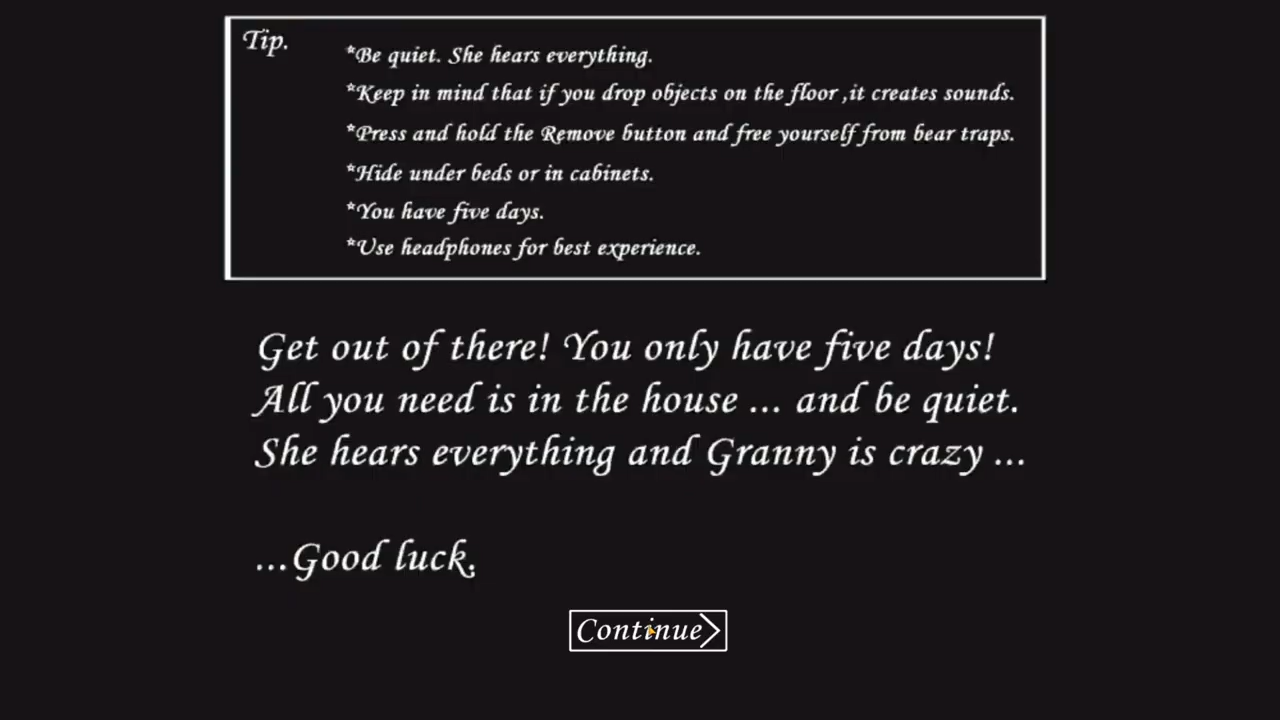 Tip.
*Be quiet. She hears everything.
*Keep in mind that if you drop objects on the floor ,it creates sounds.
*Press and hold the Remove button and free yourself from bear traps.
*Hide under beds or in cabinets.
*You have five days.
*Use headphones for best experience.
Get out of there! You only have five days!
All you need is in the house ... and be quiet.
She hears everything and Granny is crazy ...
...Good luck.
Continue